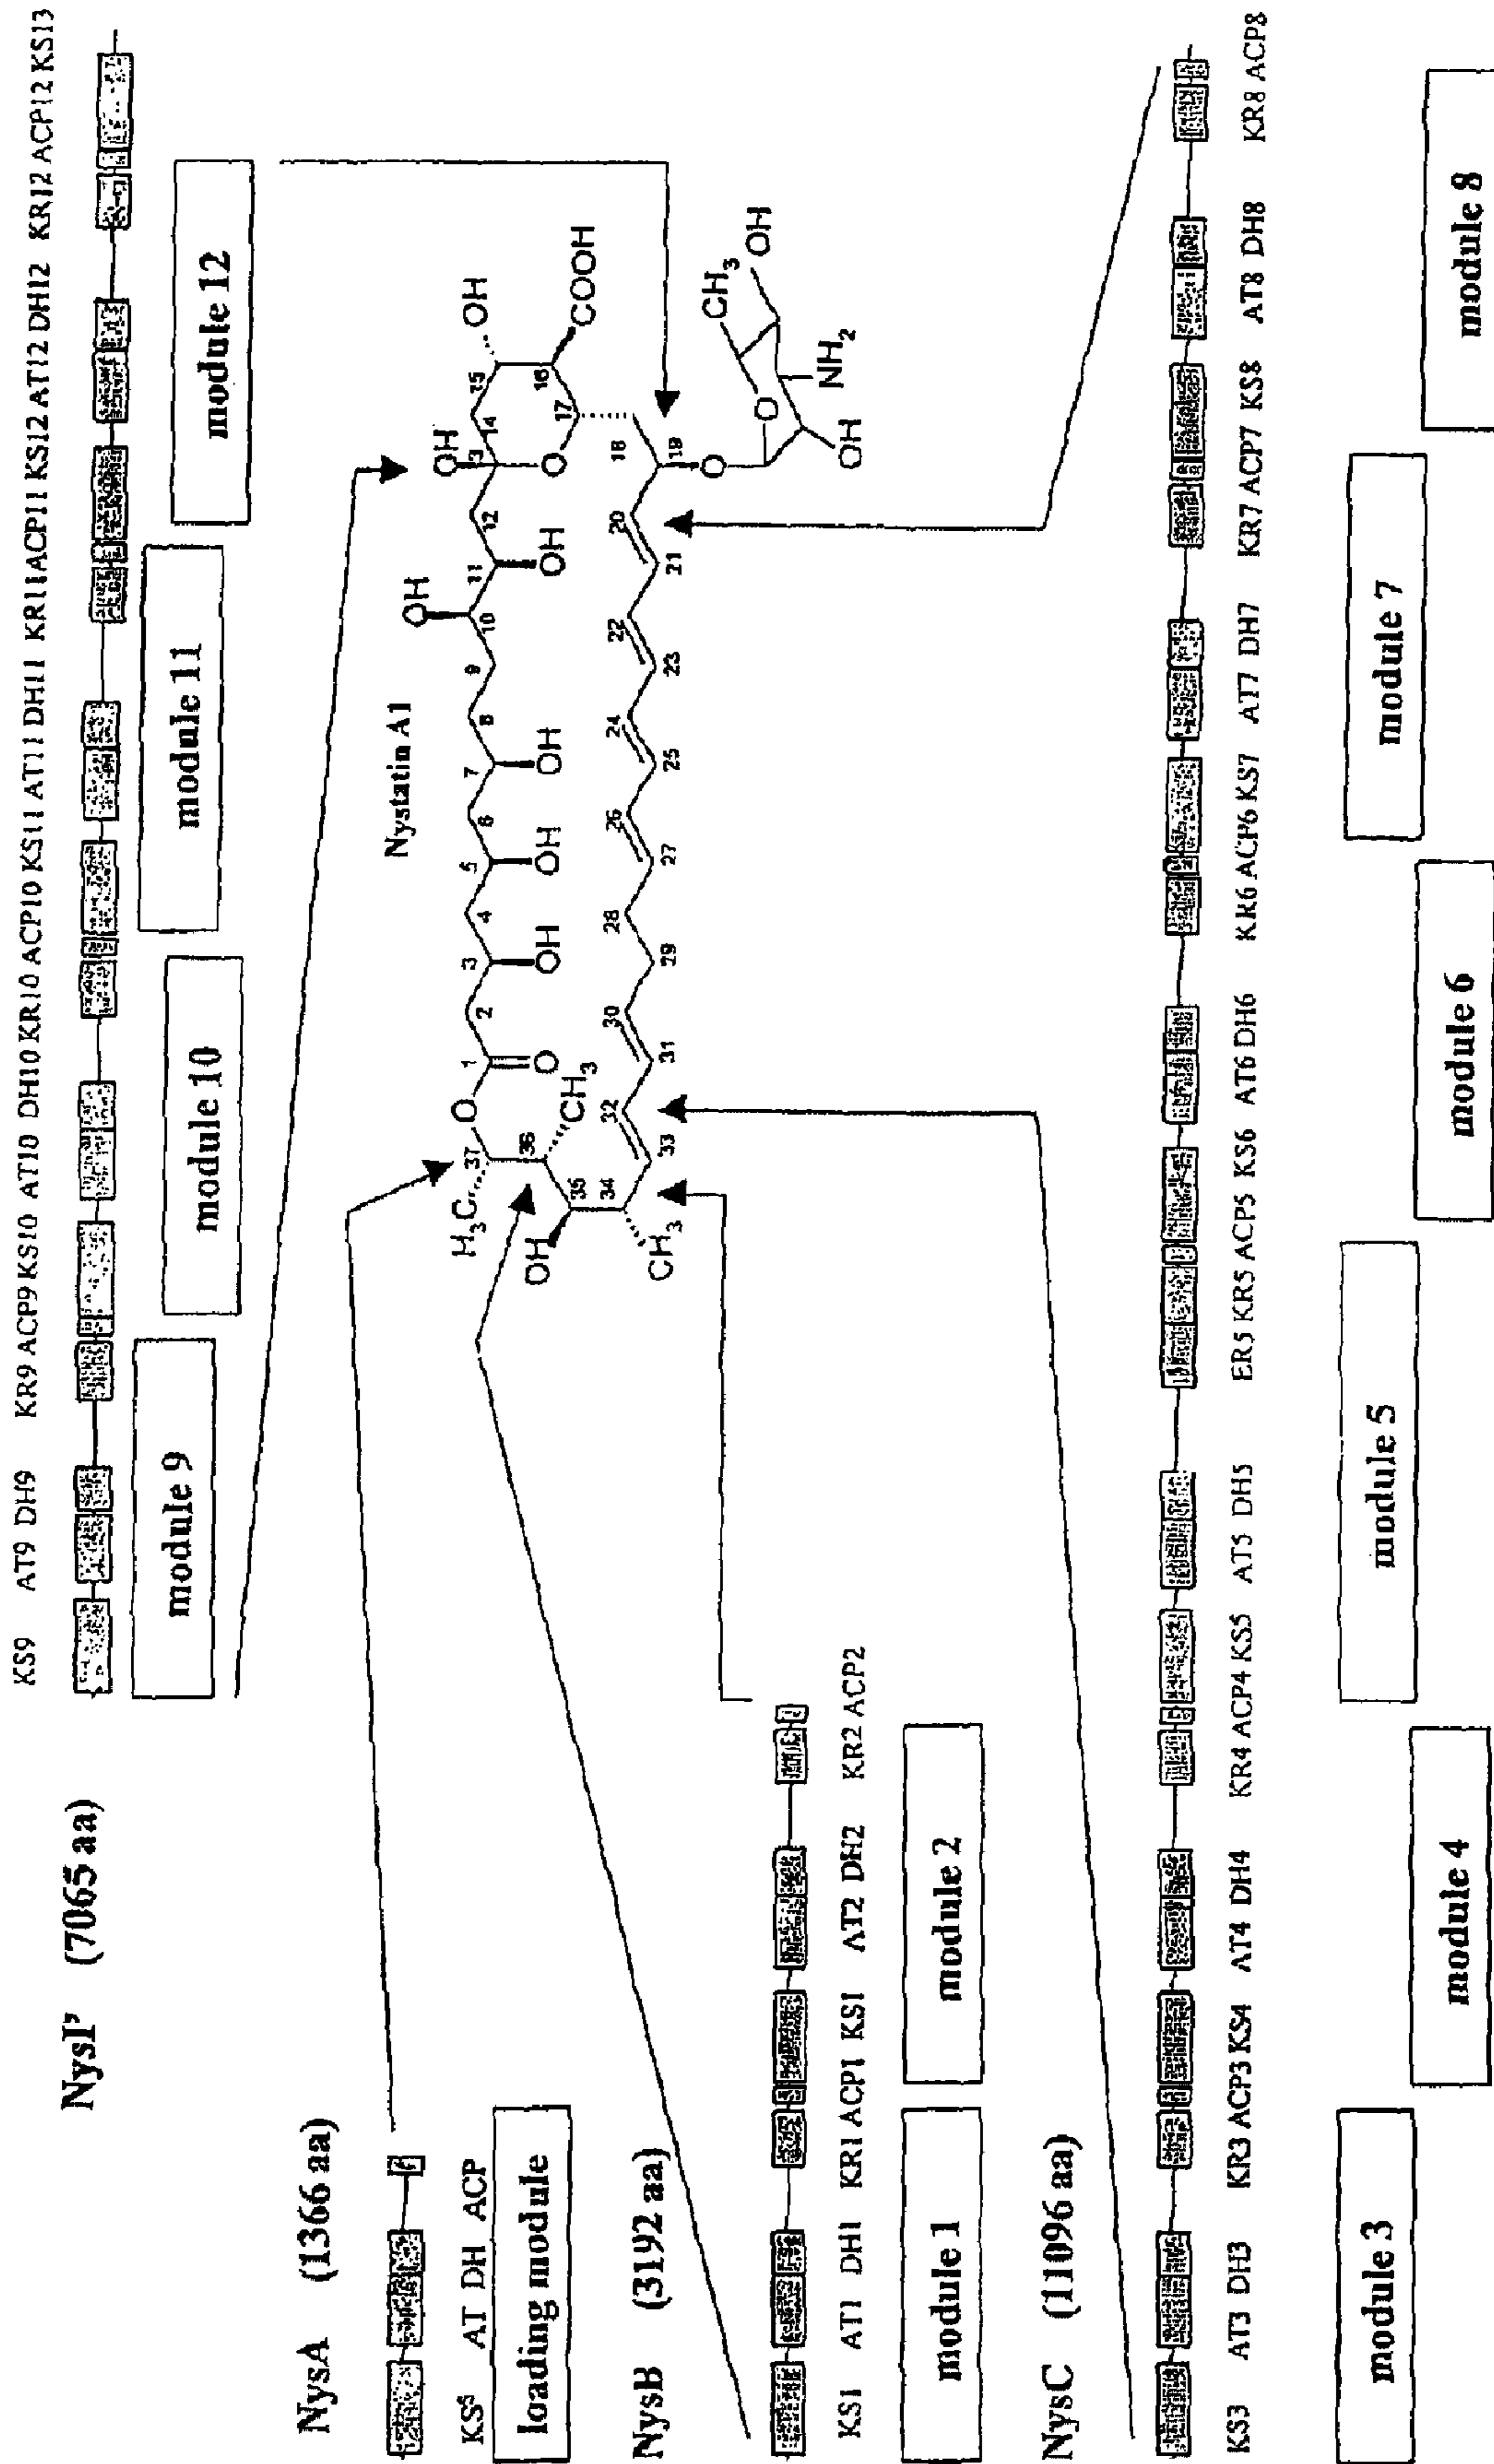 NysI' (7065 aa)
KS9 AT9 DH9 KR9 ACP9 KS10 AT10 DH10 KR10 ACP10 KS11 AT11 DH11 KR11 ACP11 KS12 AT12 DH12 KR12 ACP12 KS13
module 9
module 10
module 11
module 12
NysA (1366 aa)
KSˢ AT DH ACP
loading module
Nystatin A1
OH
OH
OH
OH
OH
OH
OH
COOH
1
2
3
4
5
6
7
8
9
10
11
12
3
14
15
16
17
18
19
20
21
22
23
24
25
26
27
28
29
30
31
32
33
34
35
36
37
O
O
O
O
O
H₃C
CH₃
CH₃
OH
CH₃
OH
NH₂
OH
NysB (3192 aa)
KS1 AT1 DH1 KR1 ACP1 KS1 AT2 DH2 KR2 ACP2
module 1
module 2
NysC (11096 aa)
KS3 AT3 DH3 KR3 ACP3 KS4 AT4 DH4 KR4 ACP4 KS5 AT5 DH5 ER5 KR5 ACP5 KS6 AT6 DH6 KR6 ACP6 KS7 AT7 DH7 KR7 ACP7 KS8 AT8 DH8 KR8 ACP8
module 3
module 4
module 5
module 6
module 7
module 8